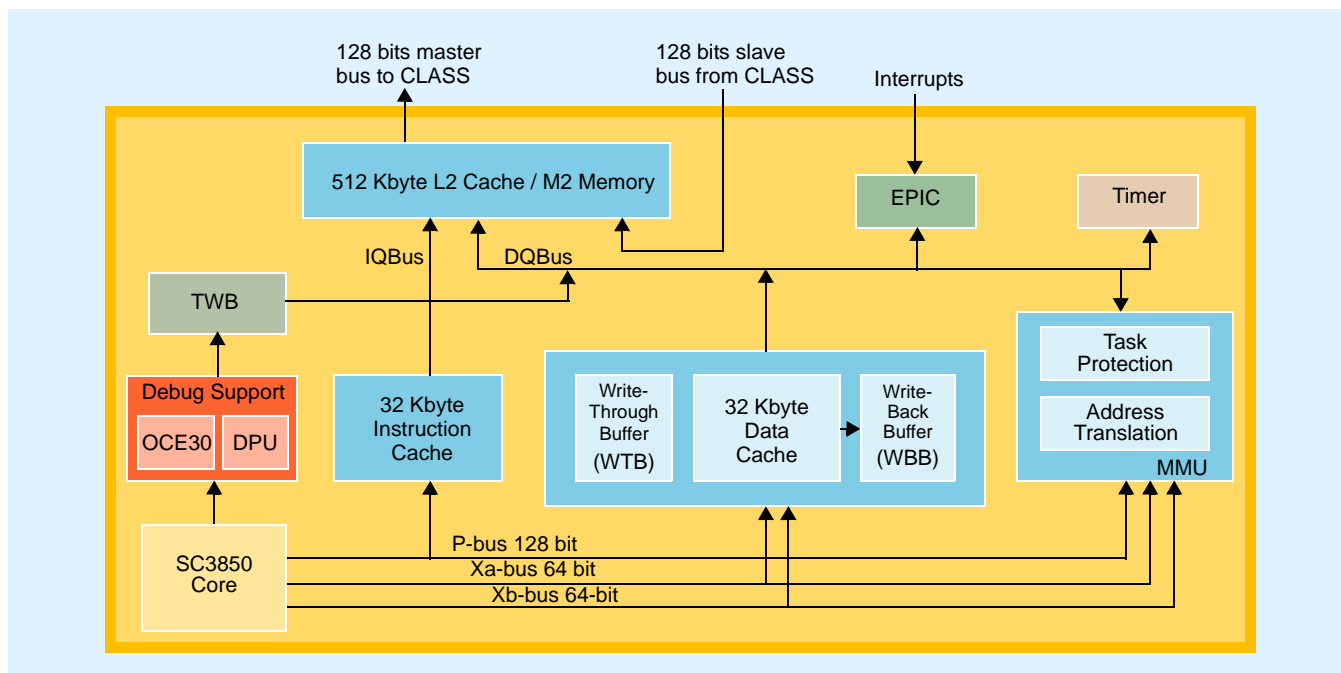 128 bits master
bus to CLASS
128 bits slave
bus from CLASS
Interrupts
512 Kbyte L2 Cache / M2 Memory
EPIC
Timer
IQBus
DQBus
TWB
Task
Protection
Address
Translation
MMU
Debug Support
OCE30
DPU
32 Kbyte
Instruction
Cache
Write-
Through
Buffer
(WTB)
32 Kbyte
Data
Cache
Write-
Back
Buffer
(WBB)
SC3850
Core
P-bus 128 bit
Xa-bus 64 bit
Xb-bus 64-bit